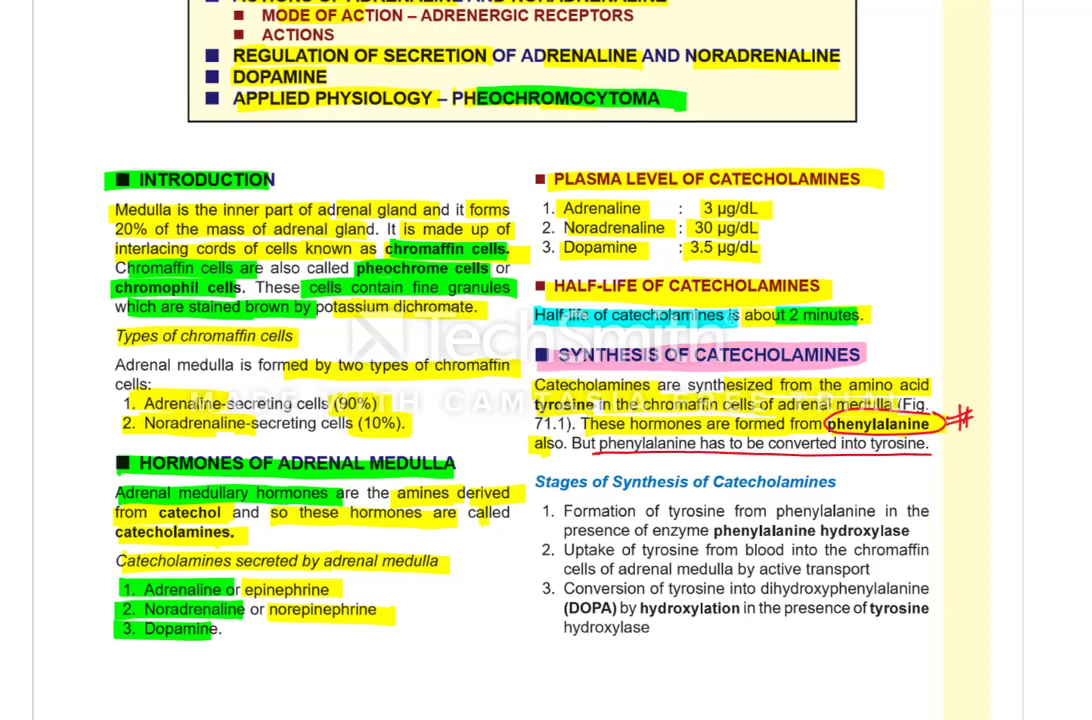 ACTIONS OF ADRENALINE AND NORADRENALINE
■ MODE OF ACTION – ADRENERGIC RECEPTORS
■ ACTIONS
■ REGULATION OF SECRETION OF ADRENALINE AND NORADRENALINE
■ DOPAMINE
■ APPLIED PHYSIOLOGY – PHEOCHROMOCYTOMA
■ INTRODUCTION
Medulla is the inner part of adrenal gland and it forms
20% of the mass of adrenal gland. It is made up of
interlacing cords of cells known as chromaffin cells.
Chromaffin cells are also called pheochrome cells or
chromophil cells. These cells contain fine granules
which are stained brown by potassium dichromate.
Types of chromaffin cells
Adrenal medulla is formed by two types of chromaffin
cells:
1. Adrenaline-secreting cells (90%)
2. Noradrenaline-secreting cells (10%).
■ HORMONES OF ADRENAL MEDULLA
Adrenal medullary hormones are the amines derived
from catechol and so these hormones are called
catecholamines.
Catecholamines secreted by adrenal medulla
1. Adrenaline or epinephrine
2. Noradrenaline or norepinephrine
3. Dopamine.
■ PLASMA LEVEL OF CATECHOLAMINES
1. Adrenaline : 3 µg/dL
2. Noradrenaline : 30 µg/dL
3. Dopamine : 3.5 µg/dL
■ HALF-LIFE OF CATECHOLAMINES
Half-life of catecholamines is about 2 minutes.
■ SYNTHESIS OF CATECHOLAMINES
Catecholamines are synthesized from the amino acid
tyrosine in the chromaffin cells of adrenal medulla (Fig.
71.1). These hormones are formed from phenylalanine
also. But phenylalanine has to be converted into tyrosine.
Stages of Synthesis of Catecholamines
1. Formation of tyrosine from phenylalanine in the
presence of enzyme phenylalanine hydroxylase
2. Uptake of tyrosine from blood into the chromaffin
cells of adrenal medulla by active transport
3. Conversion of tyrosine into dihydroxyphenylalanine
(DOPA) by hydroxylation in the presence of tyrosine
hydroxylase
TechSmith
MADE WITH CAMTASIA FREE TRIAL